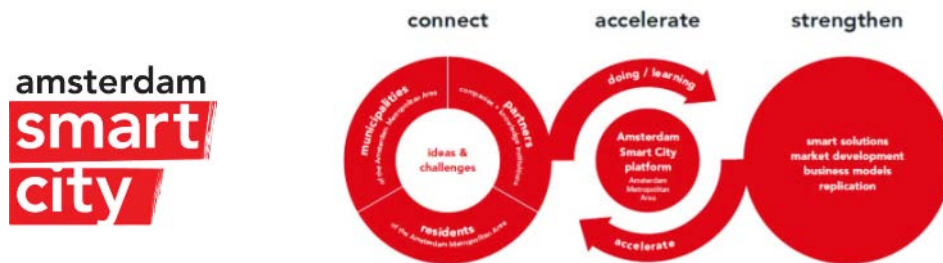 amsterdam
smart
city
connect
accelerate
strengthen
municipalities
of the Amsterdam Metropolitan Area
partners
companies + knowledge institutions
residents
of the Amsterdam Metropolitan Area
ideas &
challenges
doing / learning
Amsterdam
Smart City
platform
Amsterdam
Metropolitan
Area
accelerate
smart solutions
market development
business models
replication